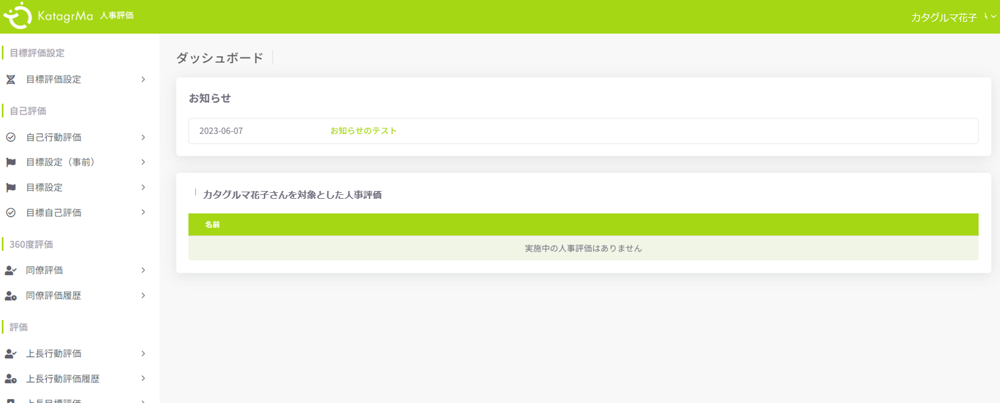 KatagrMa 人事評価
カタグルマ花子
目標評価設定
目標評価設定
自己評価
自己行動評価
目標設定（事前）
目標設定
目標自己評価
360度評価
同僚評価
同僚評価履歴
評価
上長行動評価
上長行動評価履歴
上長目標評価
ダッシュボード
お知らせ
2023-06-07 お知らせのテスト
カタグルマ花子さんを対象とした人事評価
名前
実施中の人事評価はありません